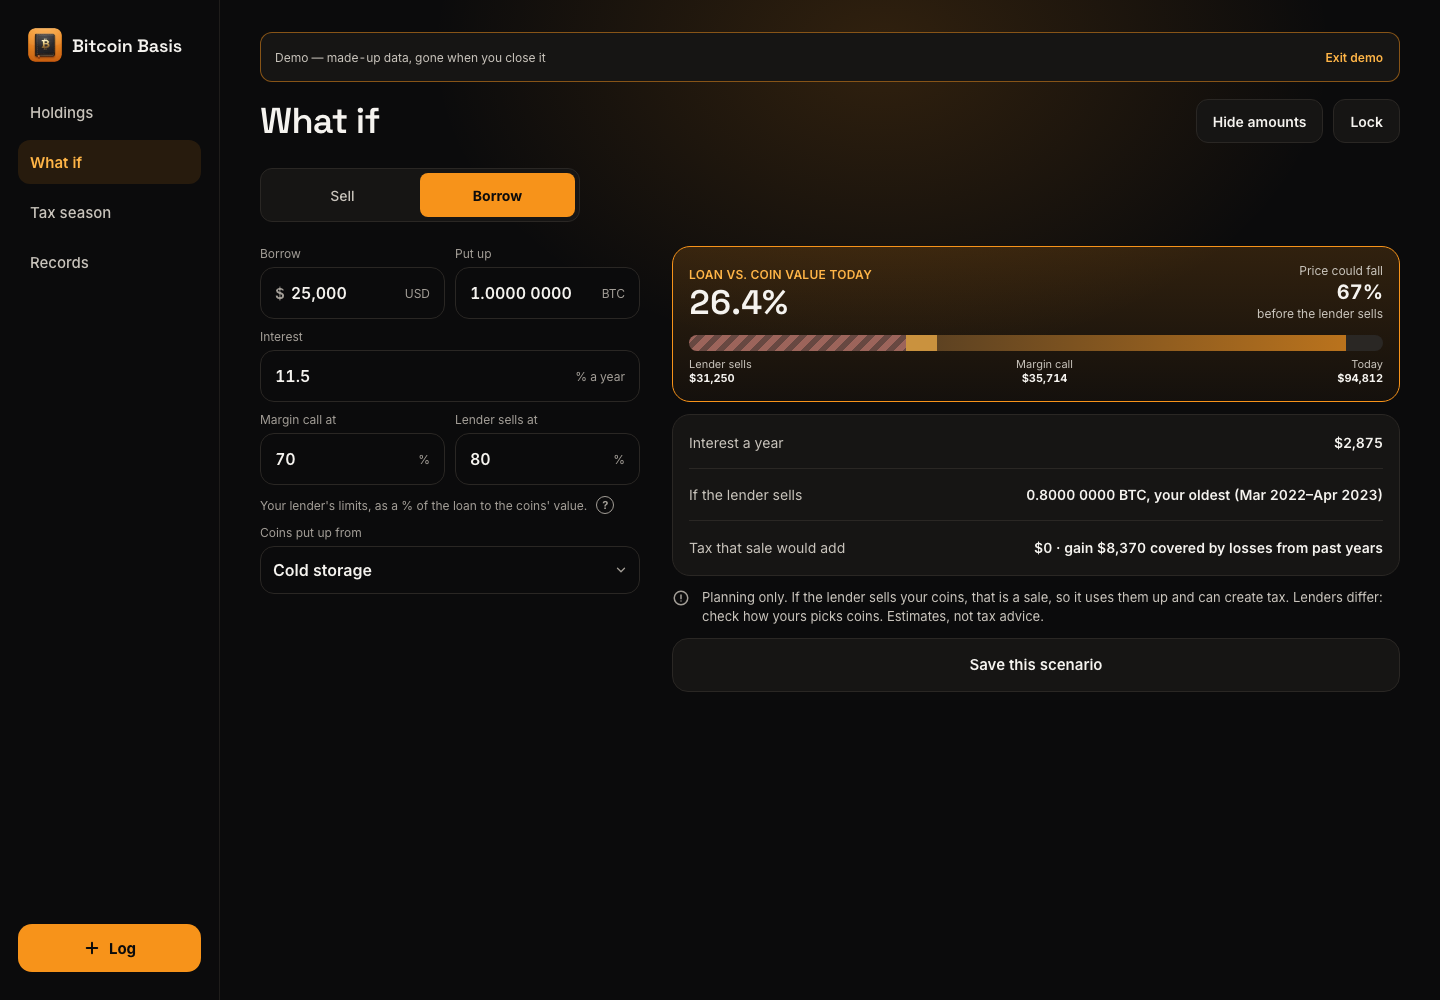 Bitcoin Basis
Holdings
What if
Tax season
Records
Log
Demo — made-up data, gone when you close it
Exit demo
What if
Hide amounts
Lock
Sell
Borrow
Borrow
Put up
$ 25,000 USD
1.0000 0000 BTC
Interest
11.5 % a year
Margin call at
Lender sells at
70 %
80 %
Your lender's limits, as a % of the loan to the coins' value. ?
Coins put up from
Cold storage
LOAN VS. COIN VALUE TODAY
26.4%
Price could fall
67%
before the lender sells
Lender sells
$31,250
Margin call
$35,714
Today
$94,812
Interest a year
$2,875
If the lender sells
0.8000 0000 BTC, your oldest (Mar 2022–Apr 2023)
Tax that sale would add
$0 · gain $8,370 covered by losses from past years
Planning only. If the lender sells your coins, that is a sale, so it uses them up and can create tax. Lenders differ:
check how yours picks coins. Estimates, not tax advice.
Save this scenario